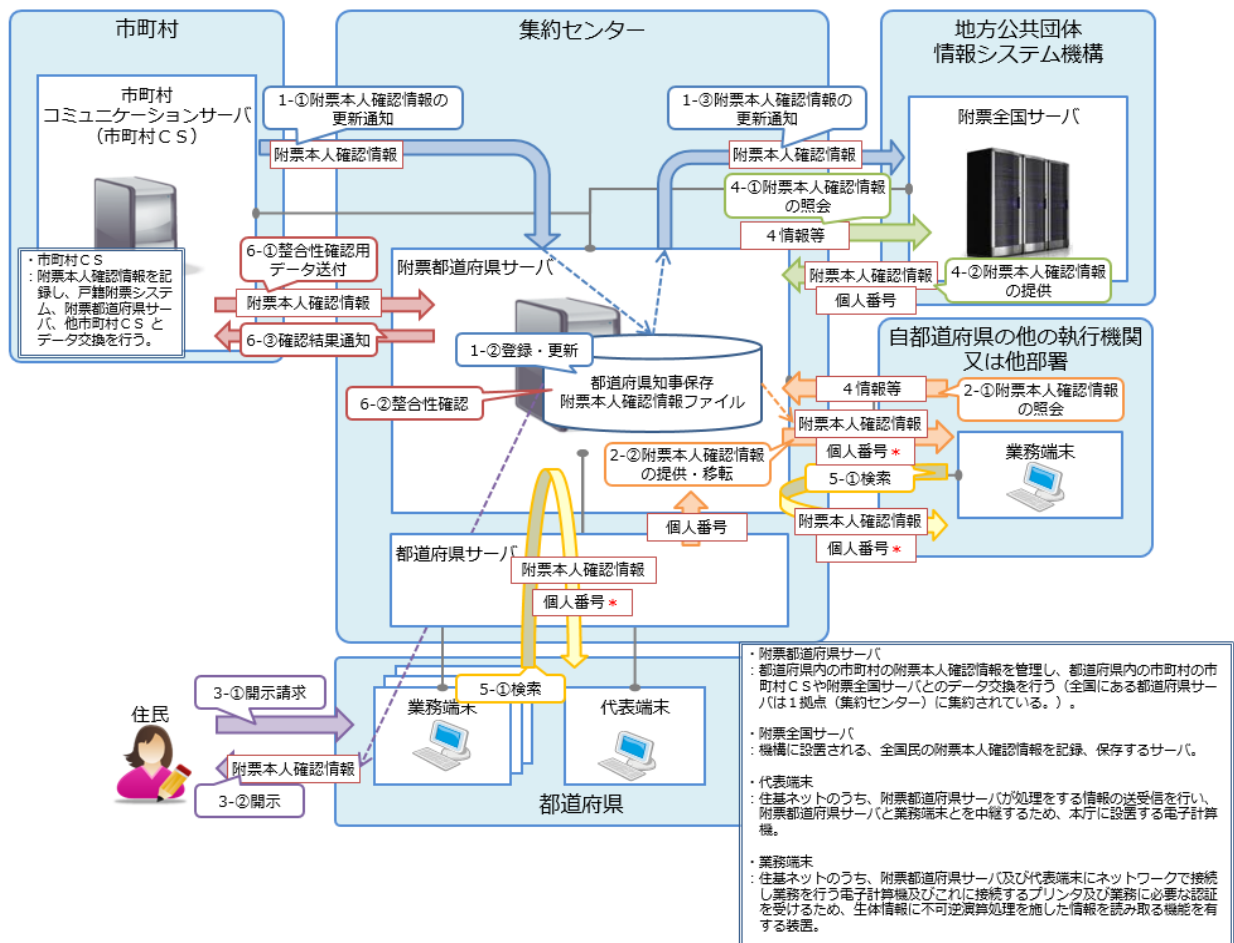 市町村
集約センター
地方公共団体
情報システム機構
市町村
コミュニケーションサーバ
(市町村ＣＳ)
1-①附票本人確認情報の
更新通知
附票本人確認情報
1-③附票本人確認情報の
更新通知
附票本人確認情報
附票全国サーバ
4-①附票本人確認情報
の照会
４情報等
附票本人確認情報
個人番号
4-②附票本人確認情報
の提供
・市町村ＣＳ
：附票本人確認情報を記
録し、戸籍附票システ
ム、附票都道府県サー
バ、他市町村ＣＳ と
データ交換を行う。
6-①整合性確認用
データ送付
附票本人確認情報
6-③確認結果通知
附票都道府県サーバ
1-②登録・更新
都道府県知事保存
附票本人確認情報ファイル
6-②整合性確認
自都道府県の他の執行機関
又は他部署
４情報等
2-①附票本人確認情報
の照会
附票本人確認情報
個人番号＊
2-②附票本人確認情報
の提供・移転
業務端末
5-①検索
附票本人確認情報
個人番号＊
個人番号
都道府県サーバ
附票本人確認情報
個人番号＊
5-①検索
業務端末
代表端末
都道府県
3-①開示請求
住民
附票本人確認情報
3-②開示
・附票都道府県サーバ
：都道府県内の市町村の附票本人確認情報を管理し、都道府県内の市町村の市
町村ＣＳや附票全国サーバとのデータ交換を行う（全国にある都道府県サー
バは１拠点（集約センター）に集約されている。）。
・附票全国サーバ
：機構に設置される、全国民の附票本人確認情報を記録、保存するサーバ。
・代表端末
：住基ネットのうち、附票都道府県サーバが処理をする情報の送受信を行い、
附票都道府県サーバと業務端末とを中継するため、本庁に設置する電子計算
機。
・業務端末
：住基ネットのうち、附票都道府県サーバ及び代表端末にネットワークで接続
し業務を行う電子計算機及びこれに接続するプリンタ及び業務に必要な認証
を受けるため、生体情報に不可逆演算処理を施した情報を読み取る機能を有
する装置。